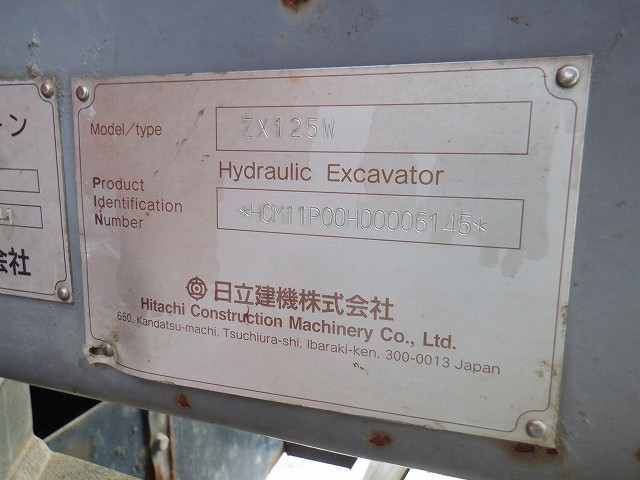 ーン
会社
Model/type ZX125W
Hydraulic Excavator
Product
Identification
Number
*HCM11P00H00006145*
日立建機株式会社
Hitachi Construction Machinery Co., Ltd.
650, Kandatsu-machi, Tsuchiura-shi, Ibaraki-ken, 300-0013 Japan